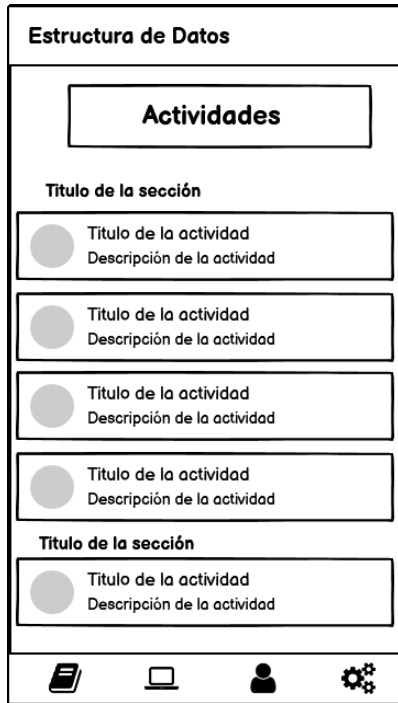 Estructura de Datos
Actividades
Titulo de la sección
Titulo de la actividad
Descripción de la actividad
Titulo de la actividad
Descripción de la actividad
Titulo de la actividad
Descripción de la actividad
Titulo de la actividad
Descripción de la actividad
Titulo de la sección
Titulo de la actividad
Descripción de la actividad